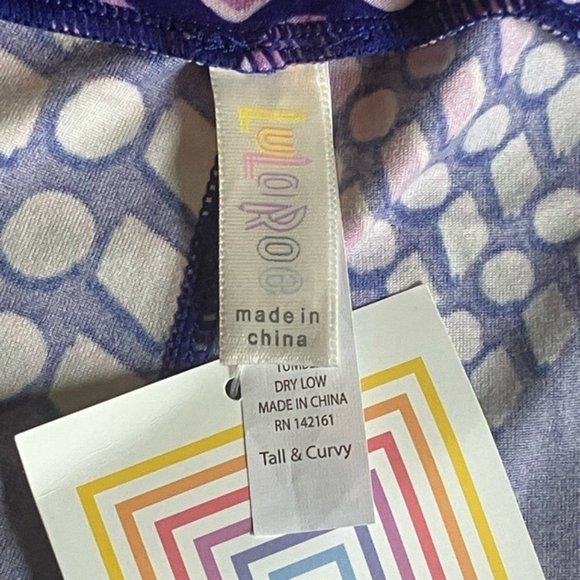 LuLaRoe
made in
china
TUMBLE
DRY LOW
MADE IN CHINA
RN 142161
Tall & Curvy